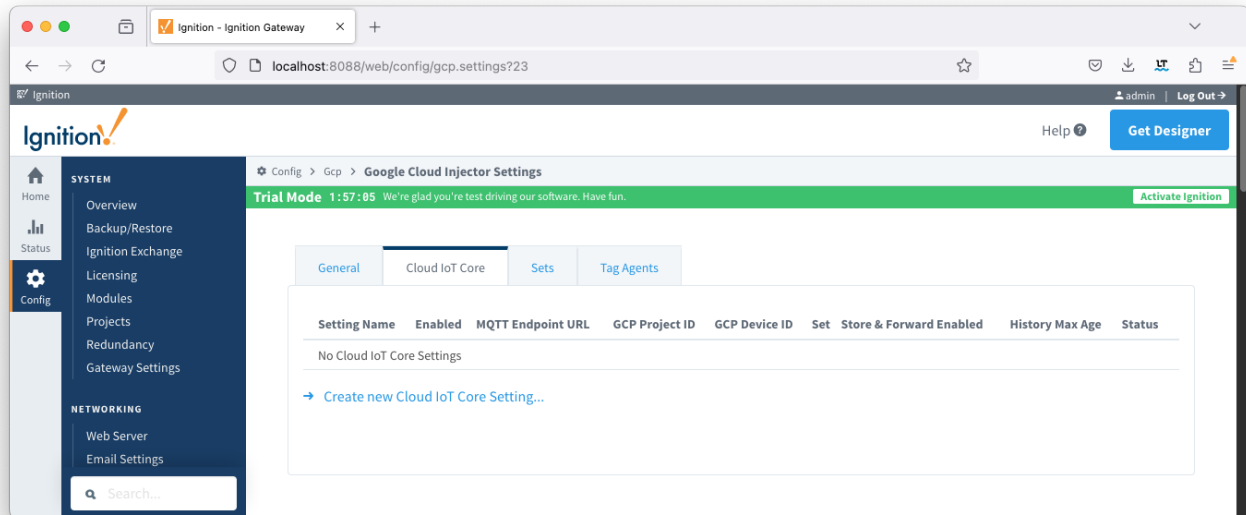 Ignition - Ignition Gateway
localhost:8088/web/config/gcp.settings?23
Ignition
admin | Log Out
Ignition!
Help
Get Designer
Home
Status
Config
SYSTEM
Overview
Backup/Restore
Ignition Exchange
Licensing
Modules
Projects
Redundancy
Gateway Settings
NETWORKING
Web Server
Email Settings
Search...
Config > Gcp > Google Cloud Injector Settings
Trial Mode 1:57:05 We're glad you're test driving our software. Have fun.
Activate Ignition
General Cloud IoT Core Sets Tag Agents
Setting Name Enabled MQTT Endpoint URL GCP Project ID GCP Device ID Set Store & Forward Enabled History Max Age Status
No Cloud IoT Core Settings
Create new Cloud IoT Core Setting...